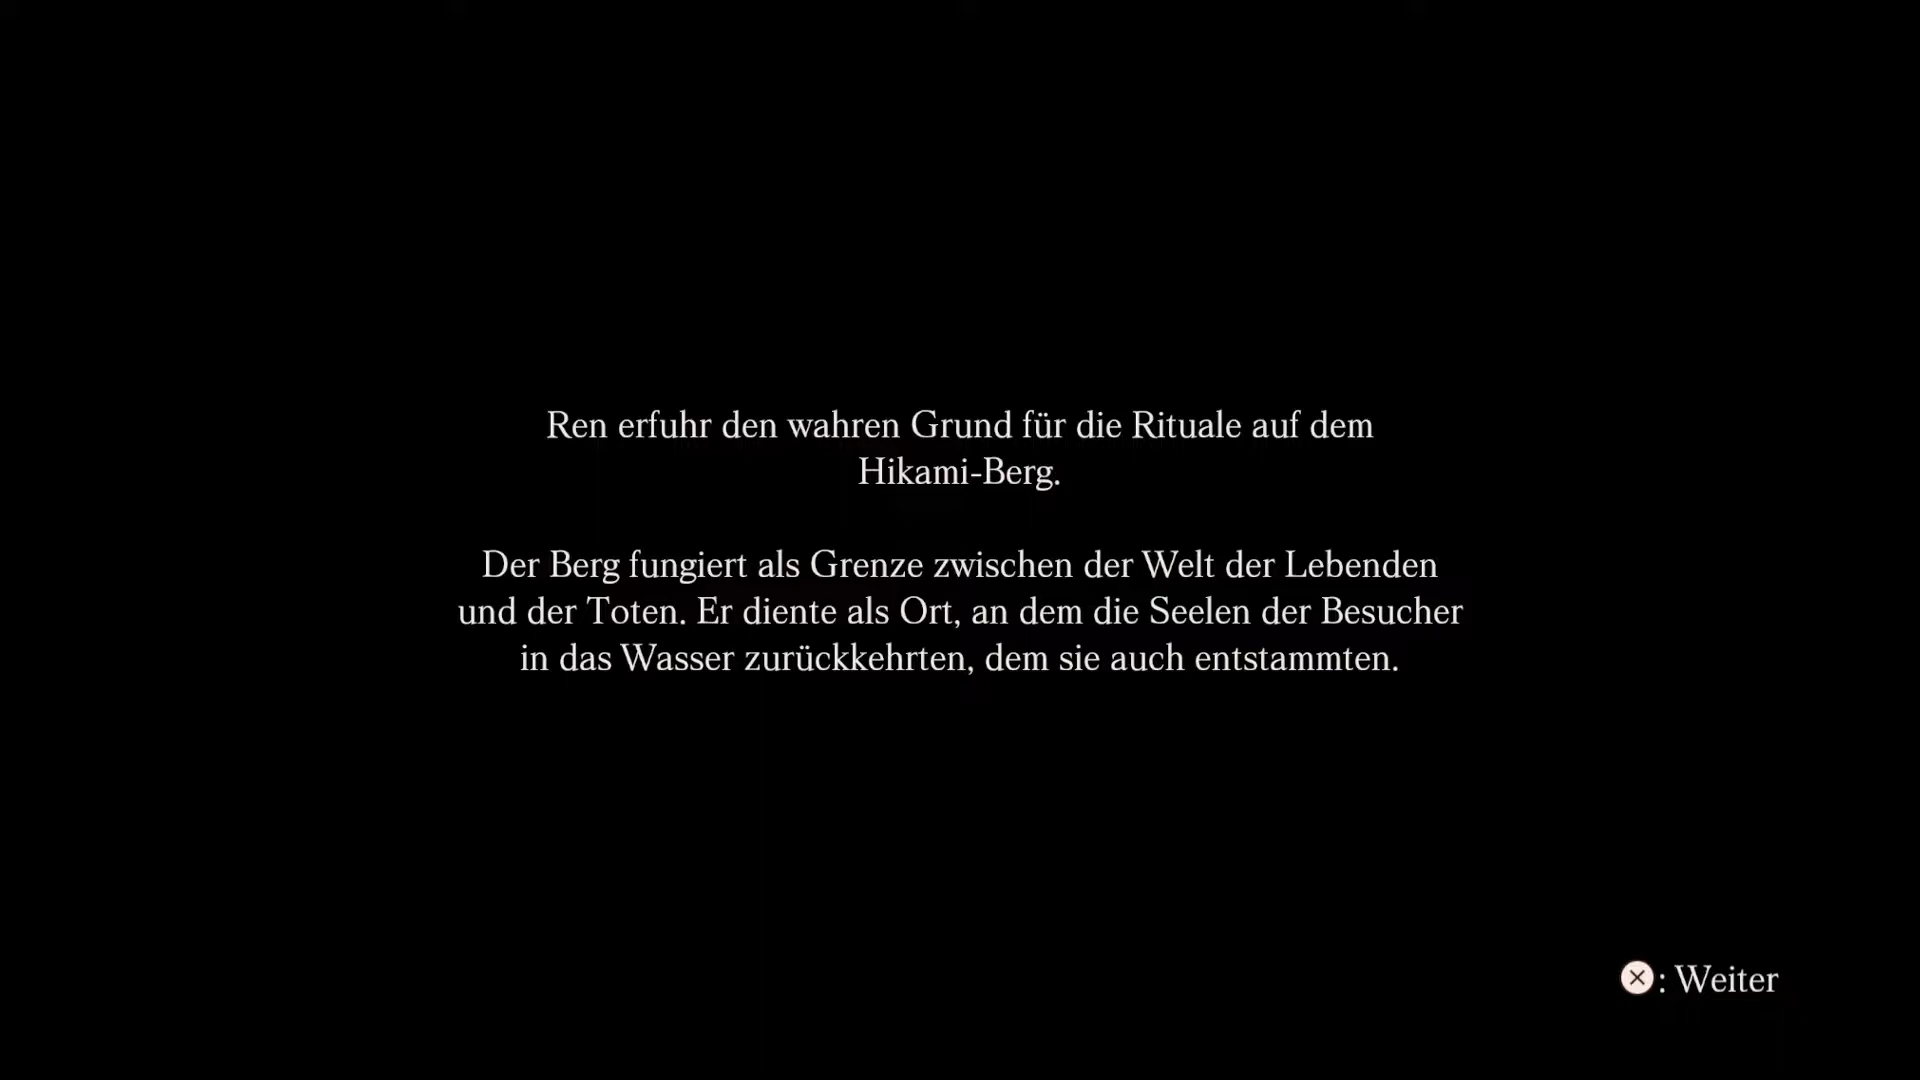 Ren erfuhr den wahren Grund für die Rituale auf dem
Hikami-Berg.
Der Berg fungiert als Grenze zwischen der Welt der Lebenden
und der Toten. Er diente als Ort, an dem die Seelen der Besucher
in das Wasser zurückkehrten, dem sie auch entstammten.
: Weiter